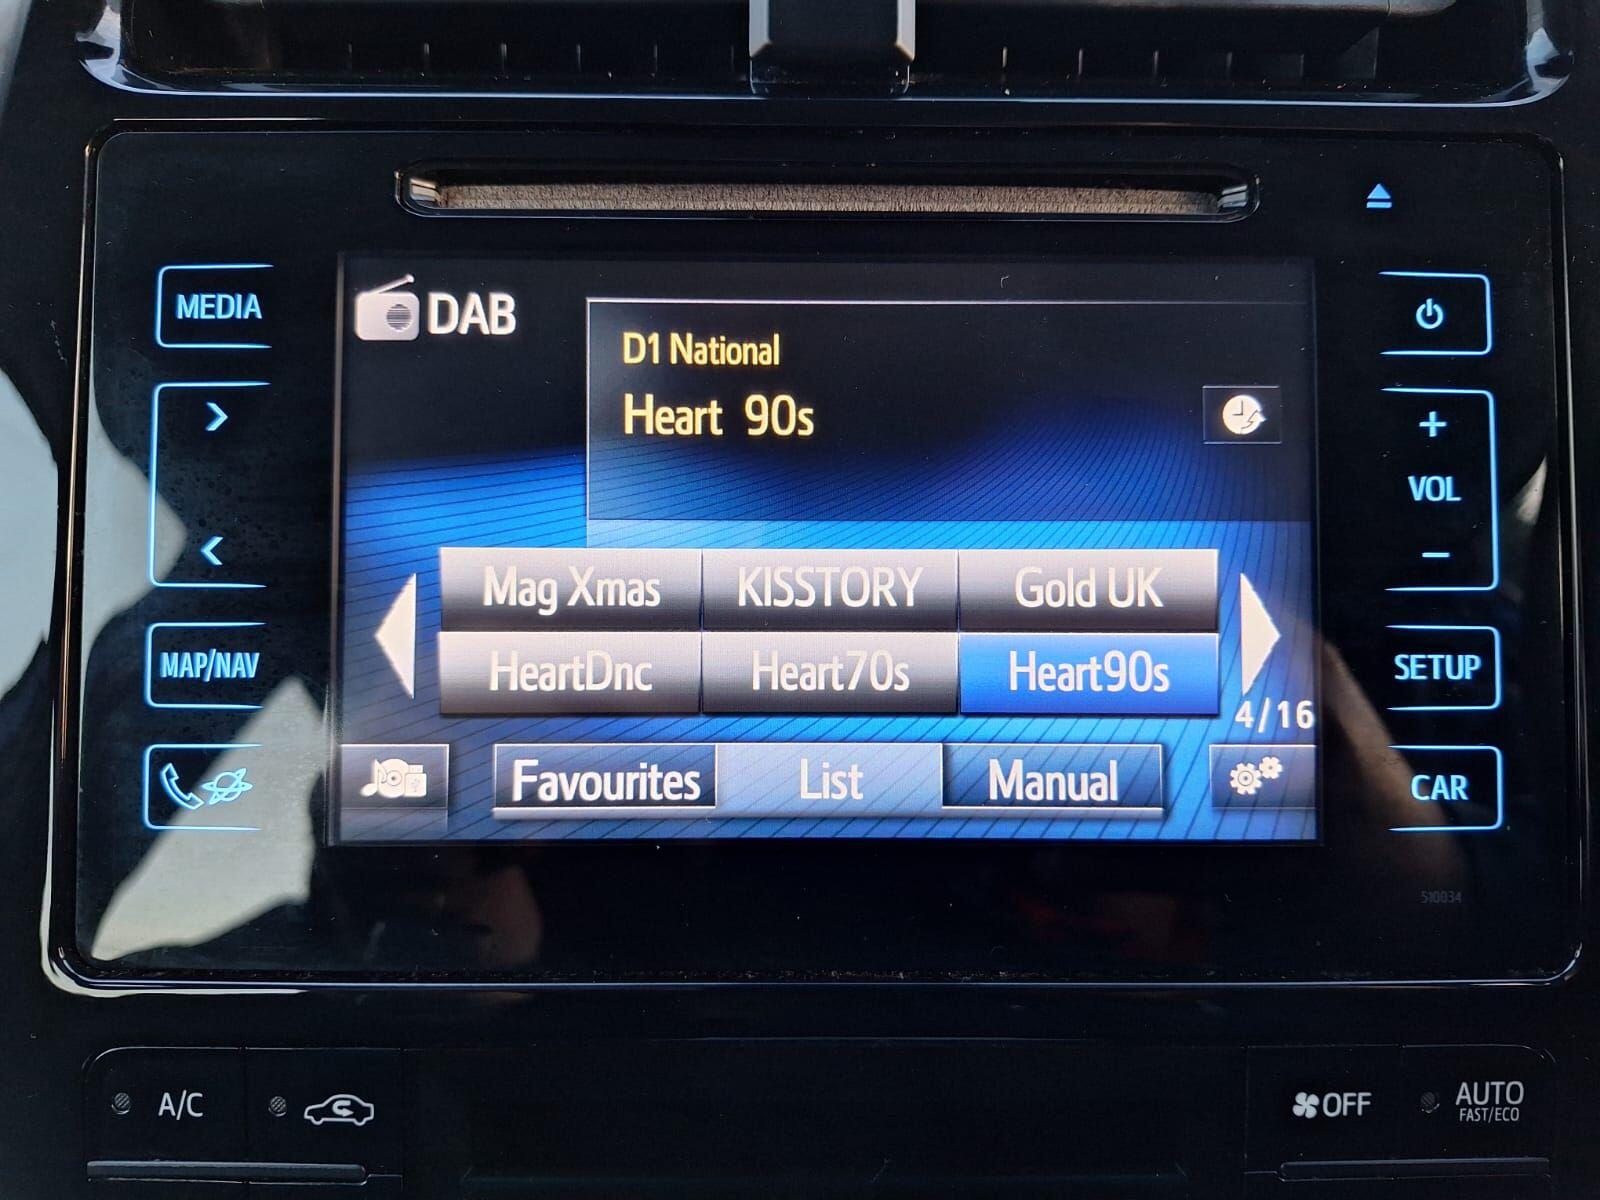 MEDIA
DAB
D1 National
Heart 90s
+
VOL
−
Mag Xmas KISSTORY Gold UK
MAP/NAV
HeartDnc Heart70s Heart90s
SETUP
4/16
Favourites List Manual
CAR
510034
A/C
OFF
AUTO
FAST/ECO